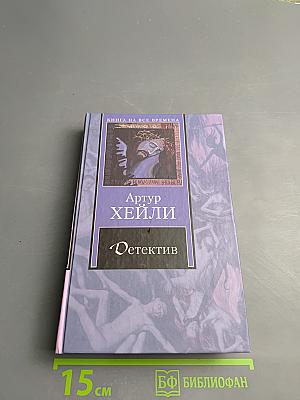 КНИГА НА ВСЕ ВРЕМЕНА
Артур
ХЕЙЛИ
Детектив
15 см
БФ БИБЛИОФАН